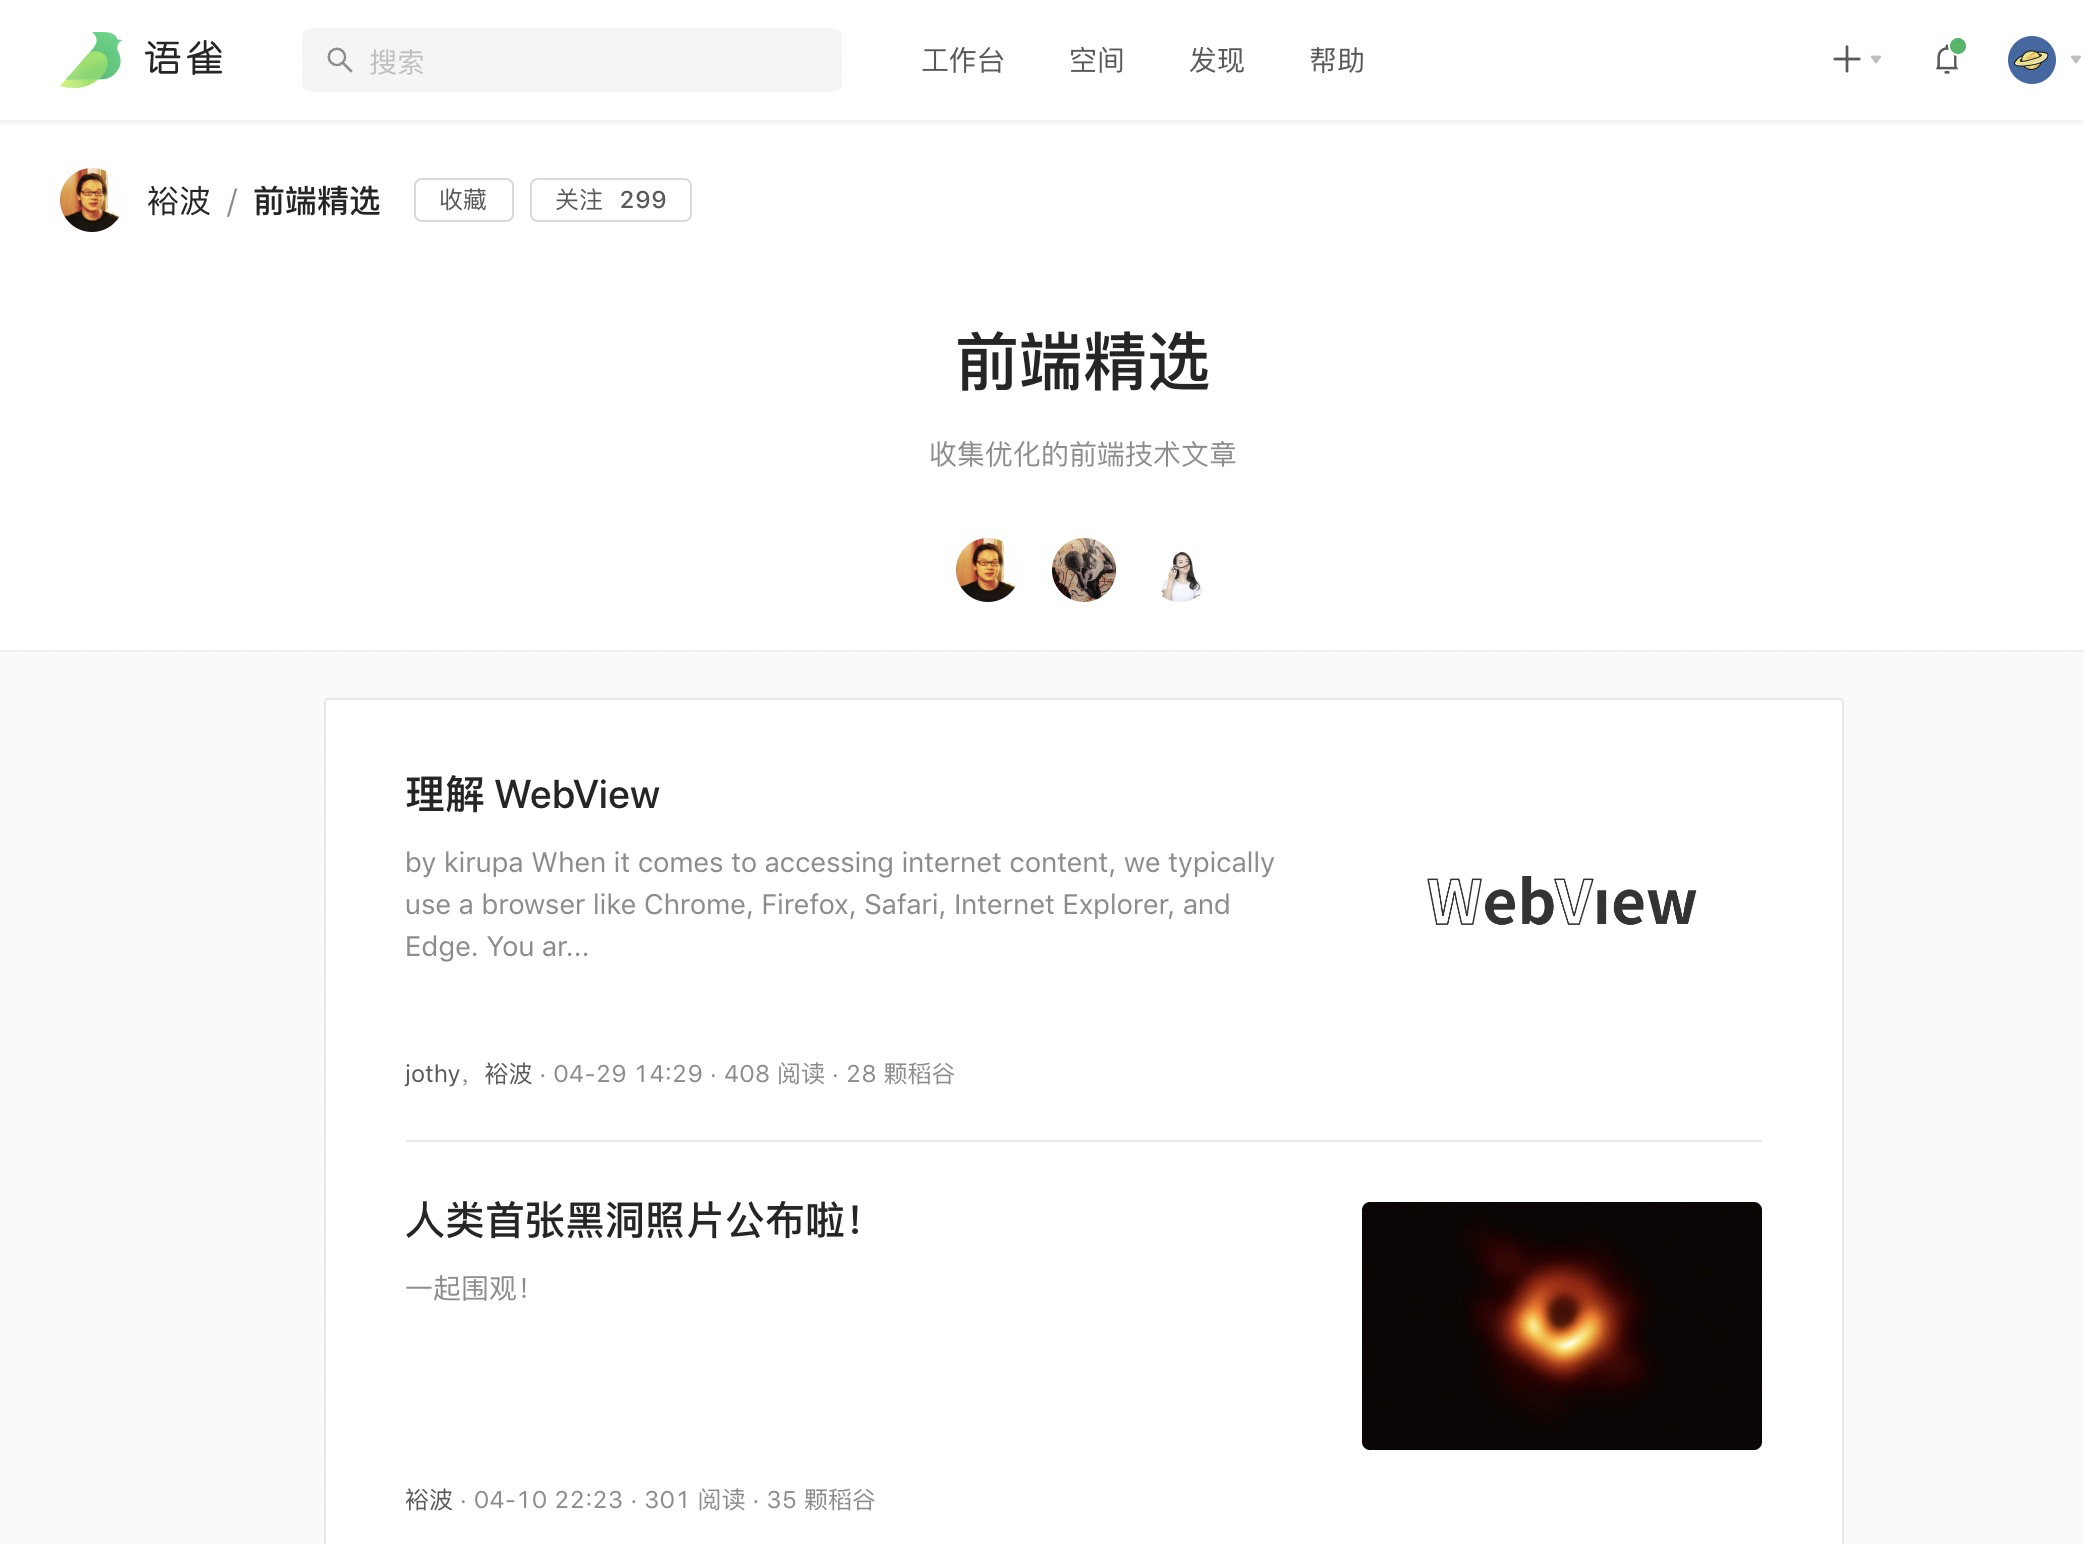 语雀
搜索
工作台
空间
发现
帮助
裕波 / 前端精选
收藏
关注 299
前端精选
收集优化的前端技术文章
理解 WebView
by kirupa When it comes to accessing internet content, we typically
use a browser like Chrome, Firefox, Safari, Internet Explorer, and
Edge. You ar...
WebView
jothy，裕波 · 04-29 14:29 · 408 阅读 · 28 颗稻谷
人类首张黑洞照片公布啦！
一起围观！
裕波 · 04-10 22:23 · 301 阅读 · 35 颗稻谷